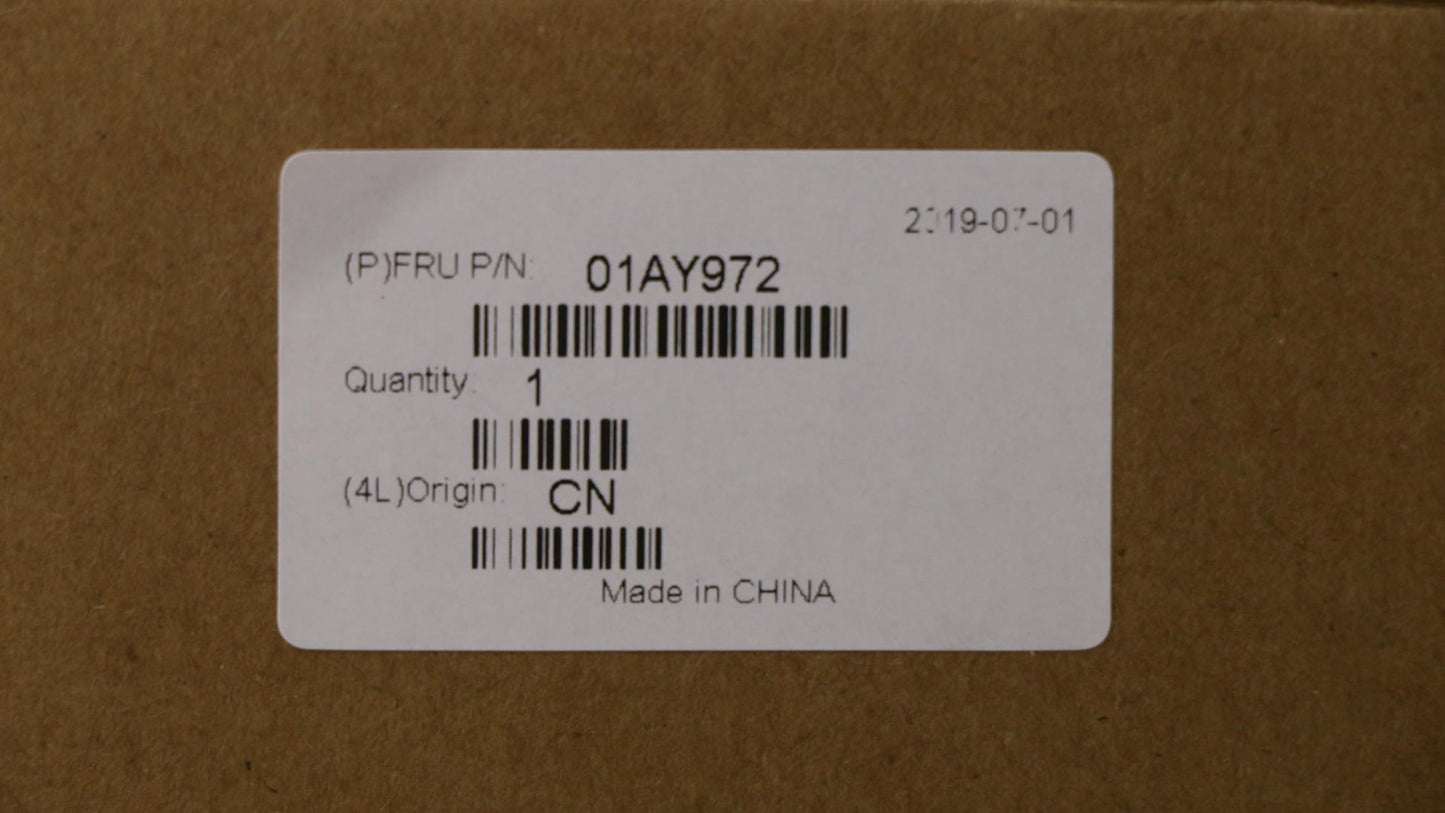 2019-07-01
(P)FRU P/N: 01AY972
Quantity: 1
(4L)Origin: CN
Made in CHINA